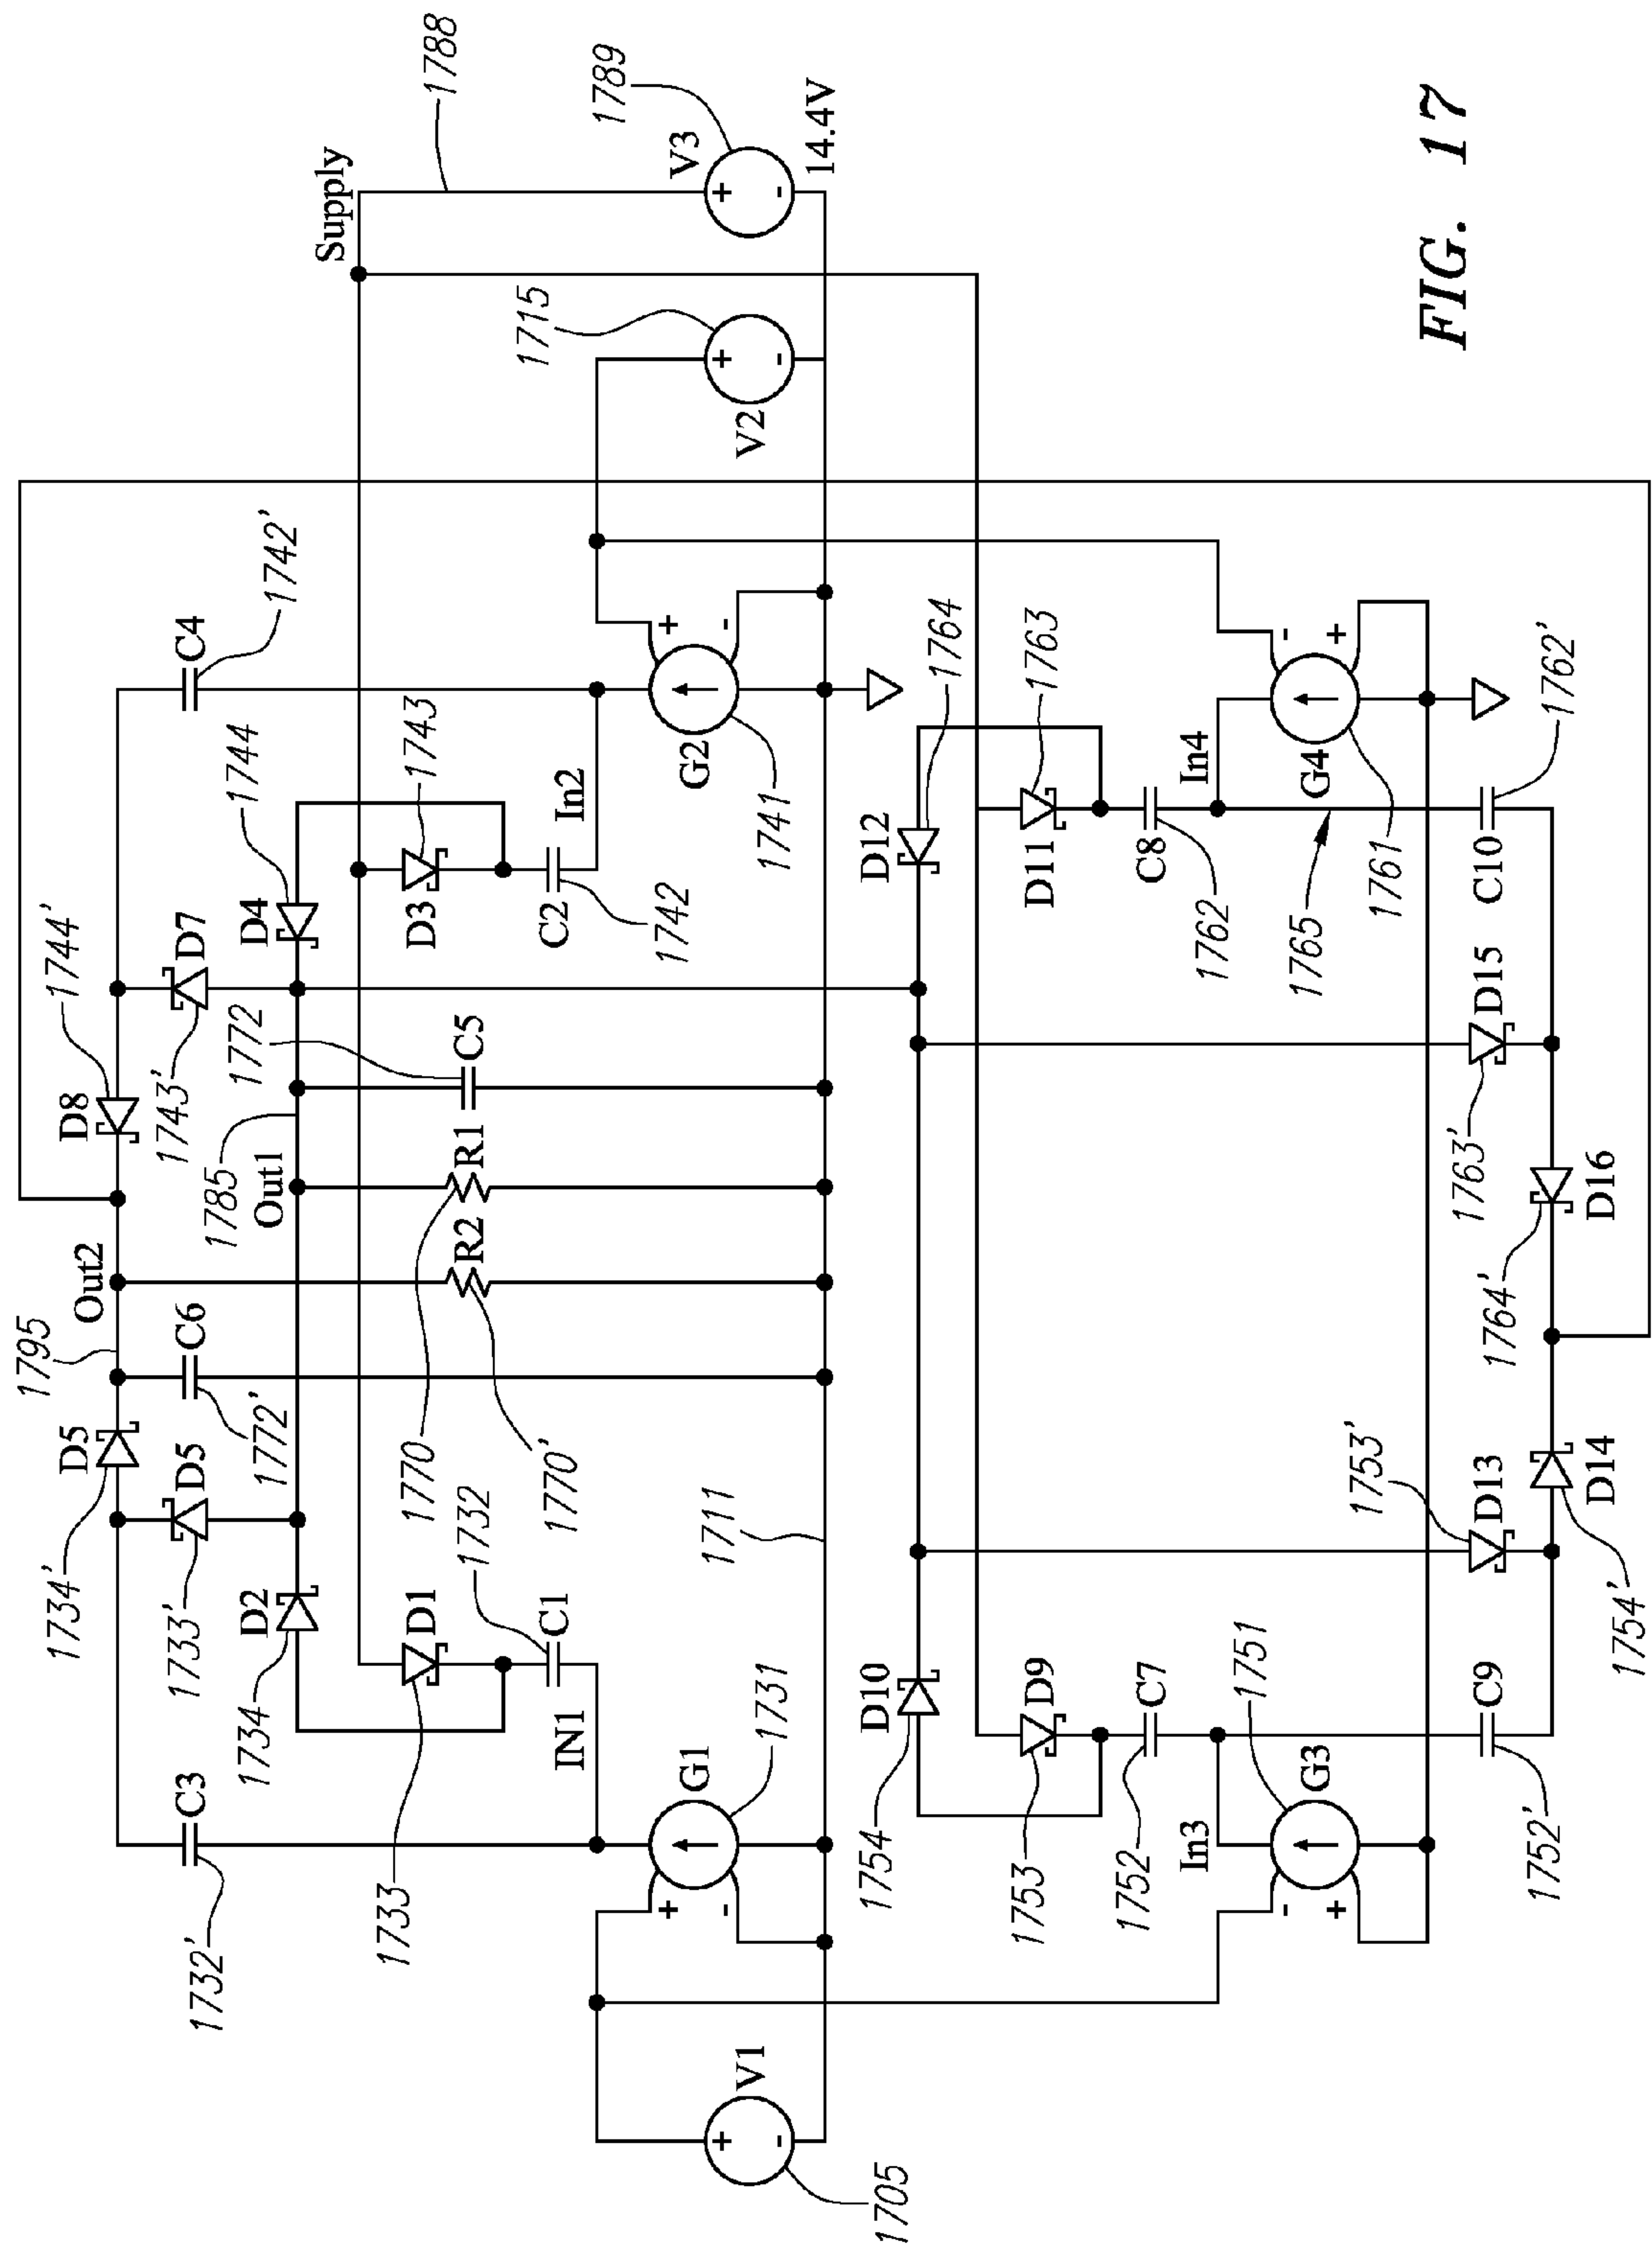 1795
Out2
1734'
D5
D8
1744'
C4
1742'
1732'
C3
D5
1733'
C6
1772'
D7
1743'
1734
D2
1785
Out1
1772
D4
1744
Supply
1788
1733
D1
1732
C1
IN1
1770
R2
R1
1770'
C5
D3
1743
C2
1742
In2
1715
1789
V1
+
-
1705
G1
+
-
1731
1711
G2
+
-
1741
V2
+
-
V3
+
-
14.4V
1754
D10
D12
1764
1753
D9
1752
C7
D11
1763
C8
1762
In3
G3
-
+
1751
In4
G4
-
+
1761
1765
1752'
C9
1753'
D13
1763'
D15
C10
1762'
1754'
D14
1764'
D16
FIG. 17